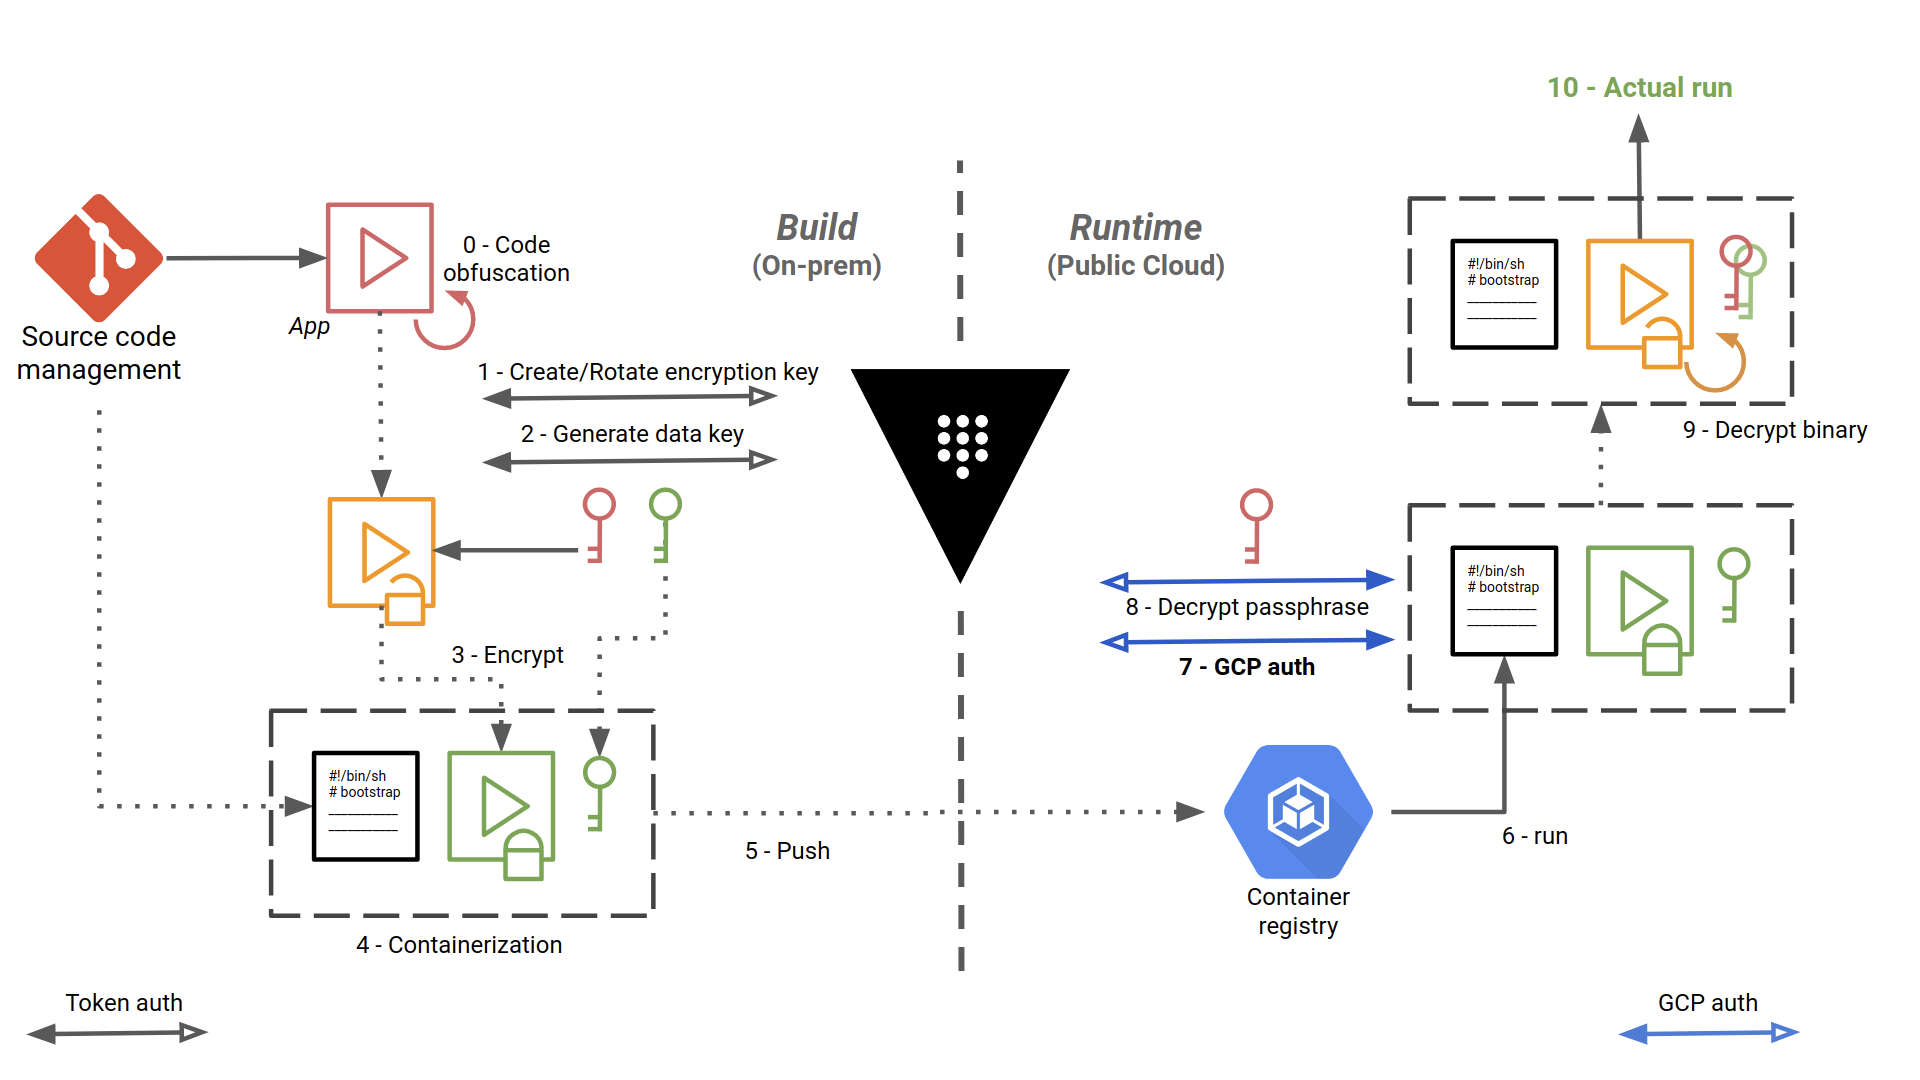 10 - Actual run
Build
(On-prem)
Runtime
(Public Cloud)
0 - Code
obfuscation
App
Source code
management
1 - Create/Rotate encryption key
2 - Generate data key
#!/bin/sh
# bootstrap
9 - Decrypt binary
#!/bin/sh
# bootstrap
8 - Decrypt passphrase
7 - GCP auth
3 - Encrypt
#!/bin/sh
# bootstrap
5 - Push
6 - run
Container
registry
4 - Containerization
Token auth
GCP auth